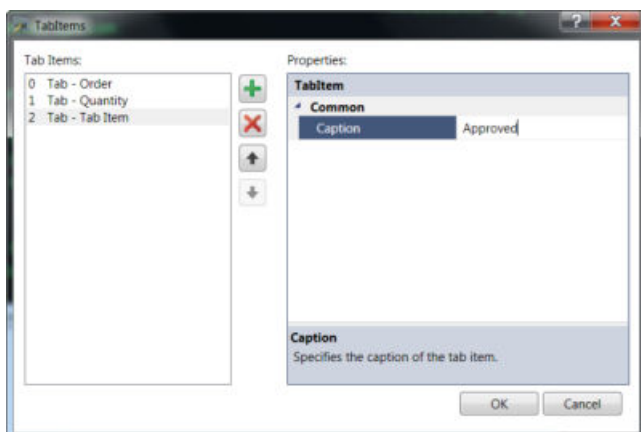 TabItems
Tab Items:
0 Tab - Order
1 Tab - Quantity
2 Tab - Tab Item
Properties:
TabItem
Common
Caption Approved
Caption
Specifies the caption of the tab item.
OK Cancel